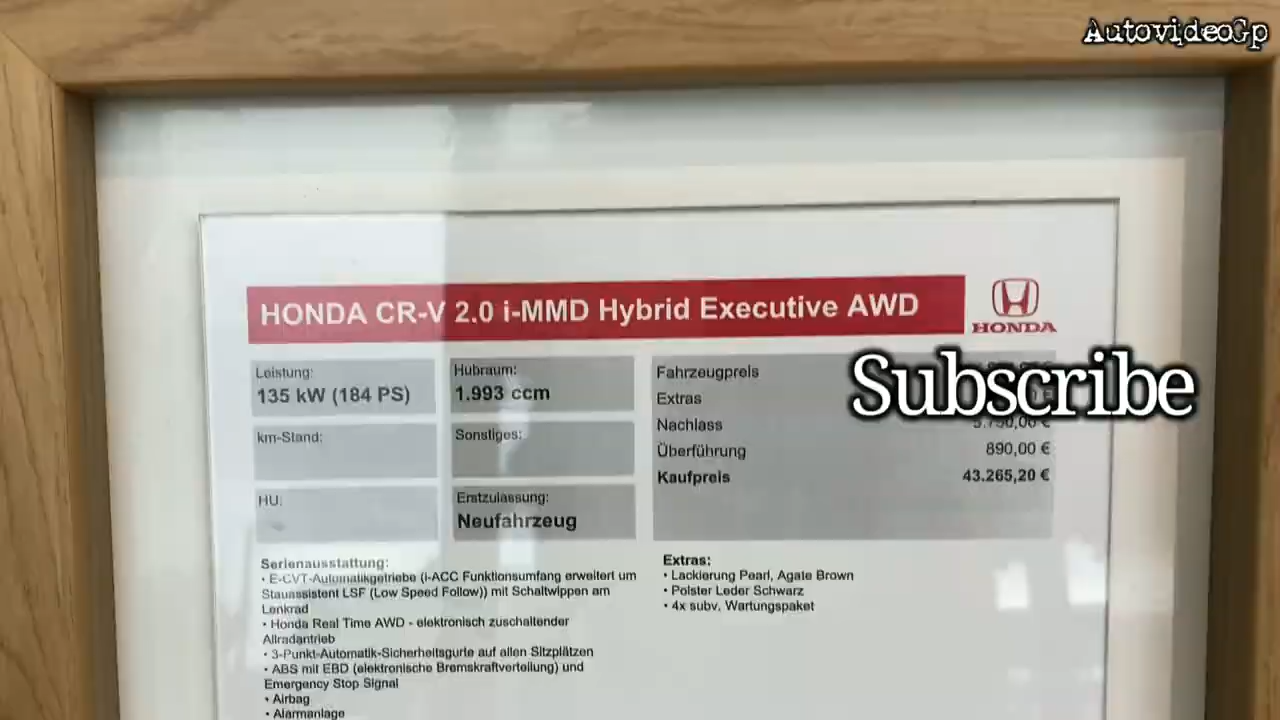 AutovideoGp
HONDA CR-V 2.0 i-MMD Hybrid Executive AWD
HONDA
Leistung:
135 kW (184 PS)
Hubraum:
1.993 ccm
km-Stand:
Sonstiges:
HU:
Erstzulassung:
Neufahrzeug
Fahrzeugpreis
Extras
Subscribe
Nachlass 5.790,00 €
Überführung 890,00 €
Kaufpreis 43.265,20 €
Serienausstattung:
• E-CVT-Automatikgetriebe (i-ACC Funktionsumfang erweitert um
Stauassistent LSF (Low Speed Follow)) mit Schaltwippen am
Lenkrad
• Honda Real Time AWD - elektronisch zuschaltender
Allradantrieb
• 3-Punkt-Automatik-Sicherheitsgurte auf allen Sitzplätzen
• ABS mit EBD (elektronische Bremskraftverteilung) und
Emergency Stop Signal
• Airbag
• Alarmanlage
Extras:
• Lackierung Pearl, Agate Brown
• Polster Leder Schwarz
• 4x subv. Wartungspaket